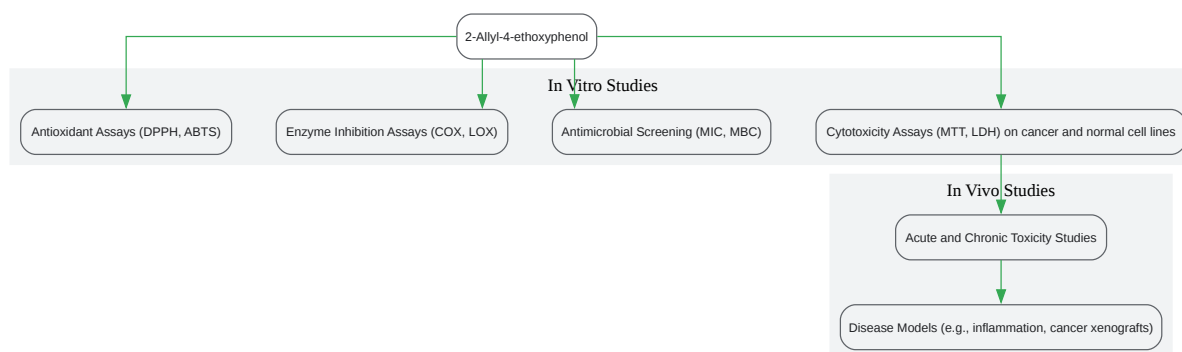 2-Allyl-4-ethoxyphenol
In Vitro Studies
Antioxidant Assays (DPPH, ABTS)
Enzyme Inhibition Assays (COX, LOX)
Antimicrobial Screening (MIC, MBC)
Cytotoxicity Assays (MTT, LDH) on cancer and normal cell lines
In Vivo Studies
Acute and Chronic Toxicity Studies
Disease Models (e.g., inflammation, cancer xenografts)